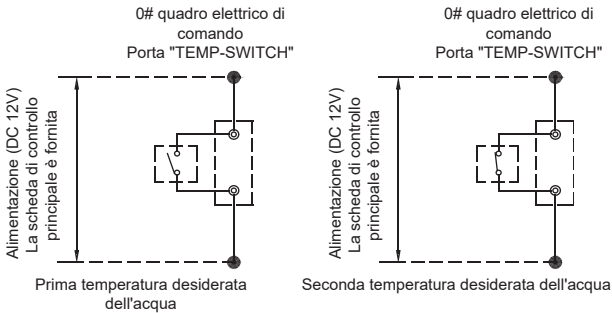 0# quadro elettrico di
comando
Porta "TEMP-SWITCH"
Alimentazione (DC 12V)
La scheda di controllo
principale è fornita
Prima temperatura desiderata
dell'acqua
0# quadro elettrico di
comando
Porta "TEMP-SWITCH"
Alimentazione (DC 12V)
La scheda di controllo
principale è fornita
Seconda temperatura desiderata dell'acqua